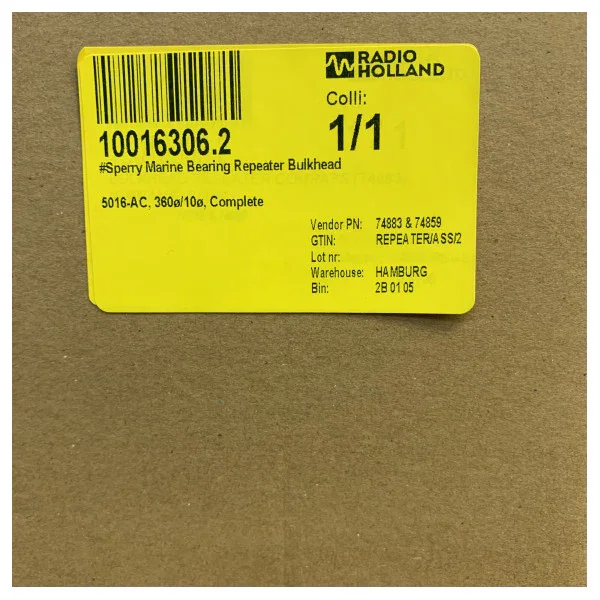 RADIO
HOLLAND
Colli:
1/1
10016306.2
#Sperry Marine Bearing Repeater Bulkhead
5016-AC, 360ø/10ø, Complete
Vendor PN: 74883 & 74859
GTIN: REPEATER/ASS/2
Lot nr:
Warehouse: HAMBURG
Bin: 2B 01 05